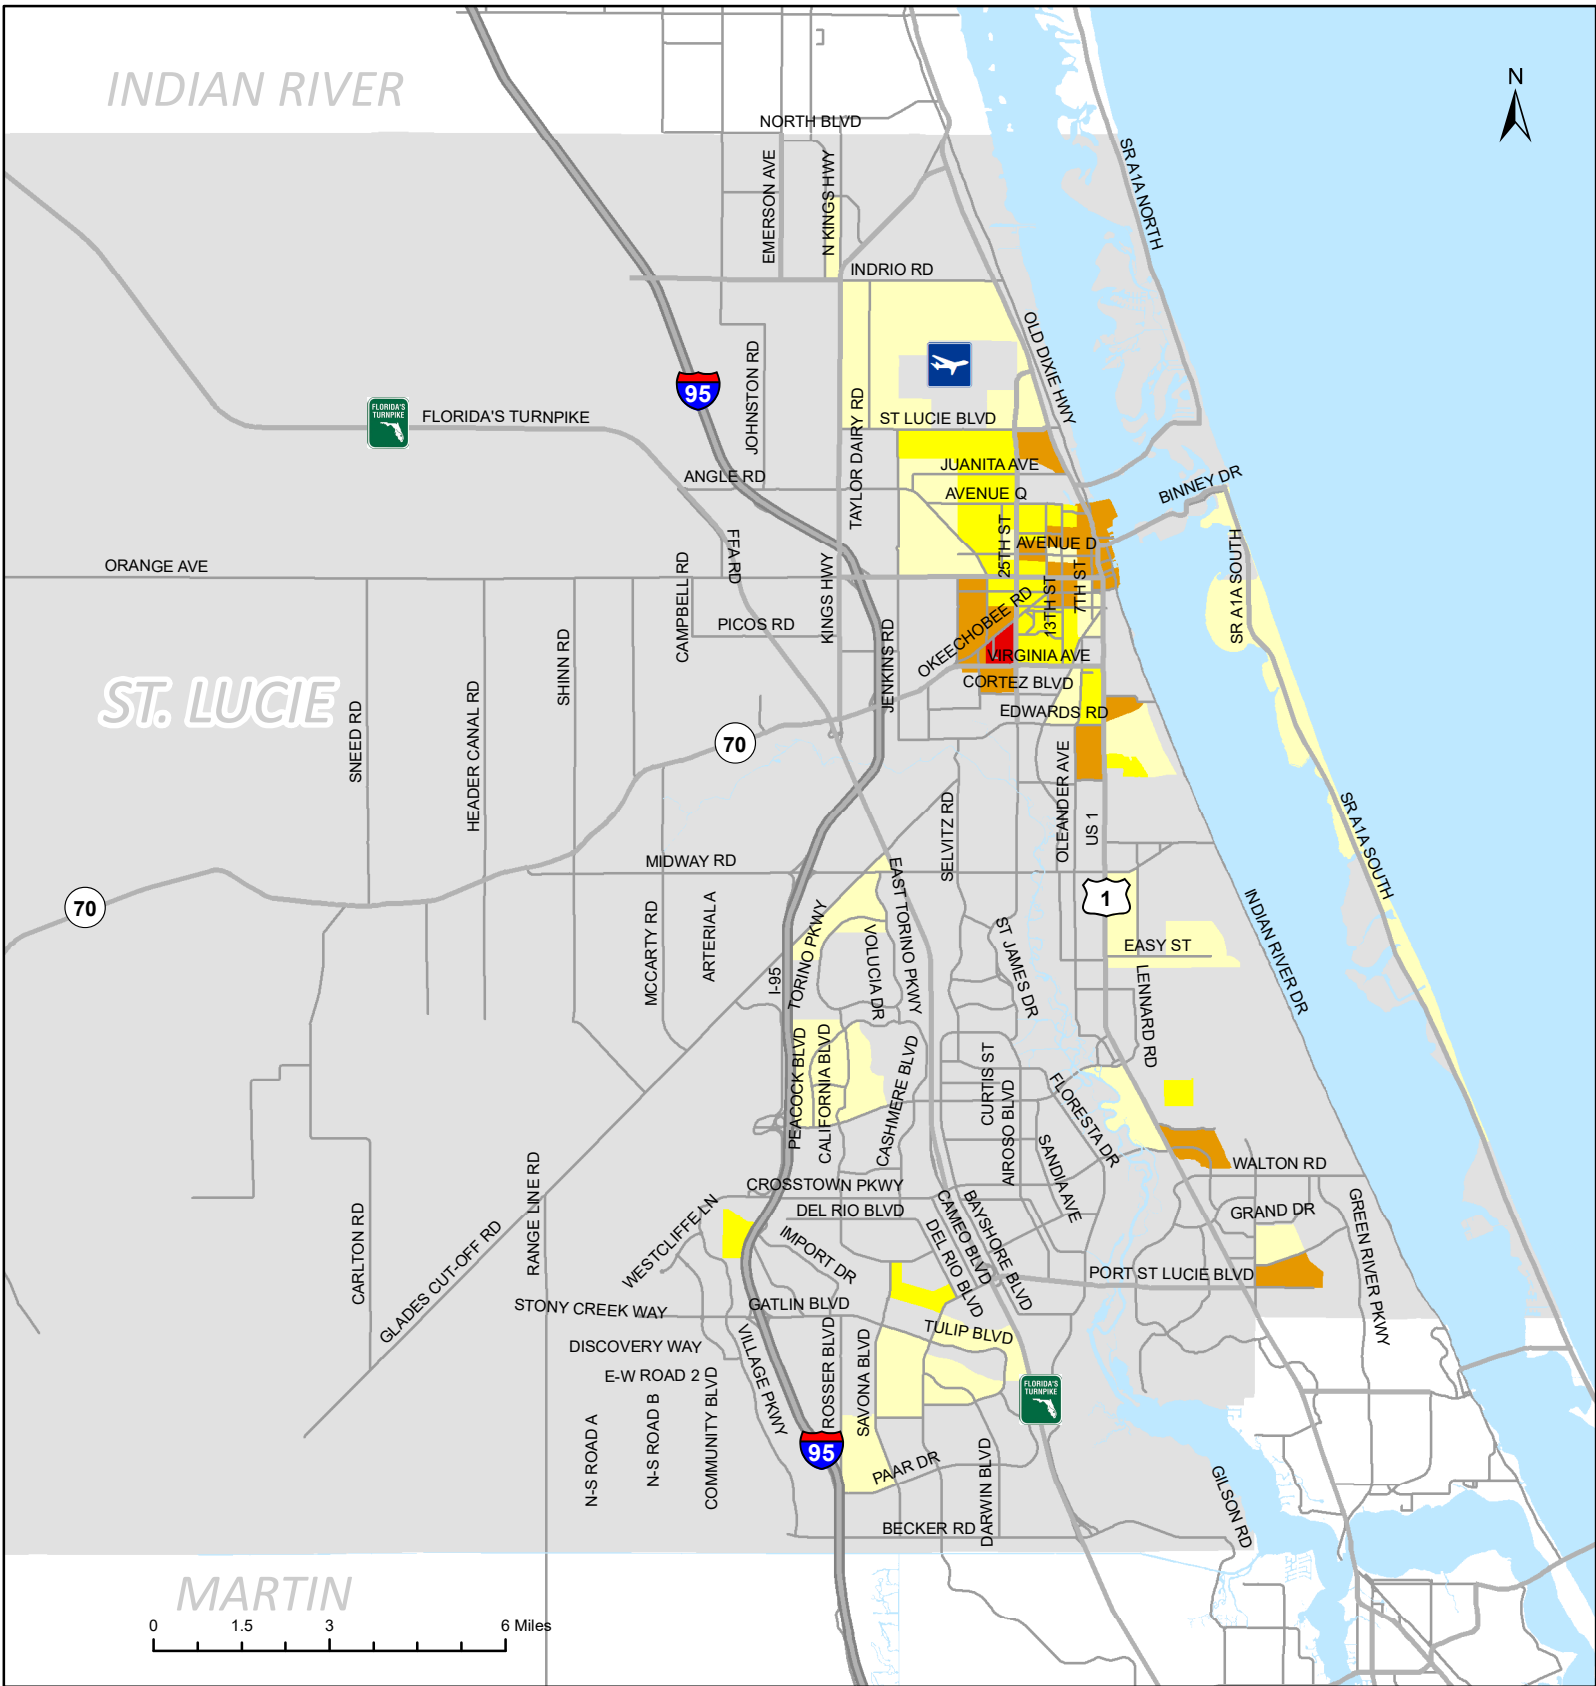 INDIAN RIVER
N
NORTH BLVD
SR A1A NORTH
EMERSON AVE
N KINGS HWY
INDRIO RD
OLD DIXIE HWY
JOHNSTON RD
95
FLORIDA'S
TURNPIKE
FLORIDA'S TURNPIKE
TAYLOR DAIRY RD
ST LUCIE BLVD
JUANITA AVE
ANGLE RD
BINNEY DR
AVENUE Q
25TH ST
AVENUE D
FFA RD
SR A1A SOUTH
ORANGE AVE
CAMPBELL RD
KINGS HWY
13TH ST
7TH ST
PICOS RD
JENKINS RD
OKEECHOBEE RD
VIRGINIA AVE
SHINN RD
CORTEZ BLVD
ST. LUCIE
SNEED RD
HEADER CANAL RD
EDWARDS RD
70
OLEANDER AVE
US 1
SELVITZ RD
SR A1A SOUTH
MIDWAY RD
EAST TORINO PKWY
70
1
MCCARTY RD
ARTERIAL A
TORINO PKWY
VOLUCIA DR
ST JAMES DR
EASY ST
INDIAN RIVER DR
I-95
LENNARD RD
PEACOCK BLVD
CALIFORNIA BLVD
CASHMERE BLVD
CURTIS ST
AIROSO BLVD
FLORESTA DR
SANDIA AVE
WALTON RD
RANGE LINE RD
CROSSTOWN PKWY
DEL RIO BLVD
WESTCLIFFE LN
CAMEO BLVD
BAYSHORE BLVD
GRAND DR
GREEN RIVER PKWY
CARLTON RD
GLADES CUT-OFF RD
IMPORT DR
DEL RIO BLVD
PORT ST LUCIE BLVD
STONY CREEK WAY
GATLIN BLVD
TULIP BLVD
DISCOVERY WAY
VILLAGE PKWY
ROSSER BLVD
SAVONA BLVD
E-W ROAD 2
FLORIDA'S
TURNPIKE
N-S ROAD A
N-S ROAD B
COMMUNITY BLVD
95
PAAR DR
DARWIN BLVD
GILSON RD
BECKER RD
MARTIN
0 1.5 3 6 Miles